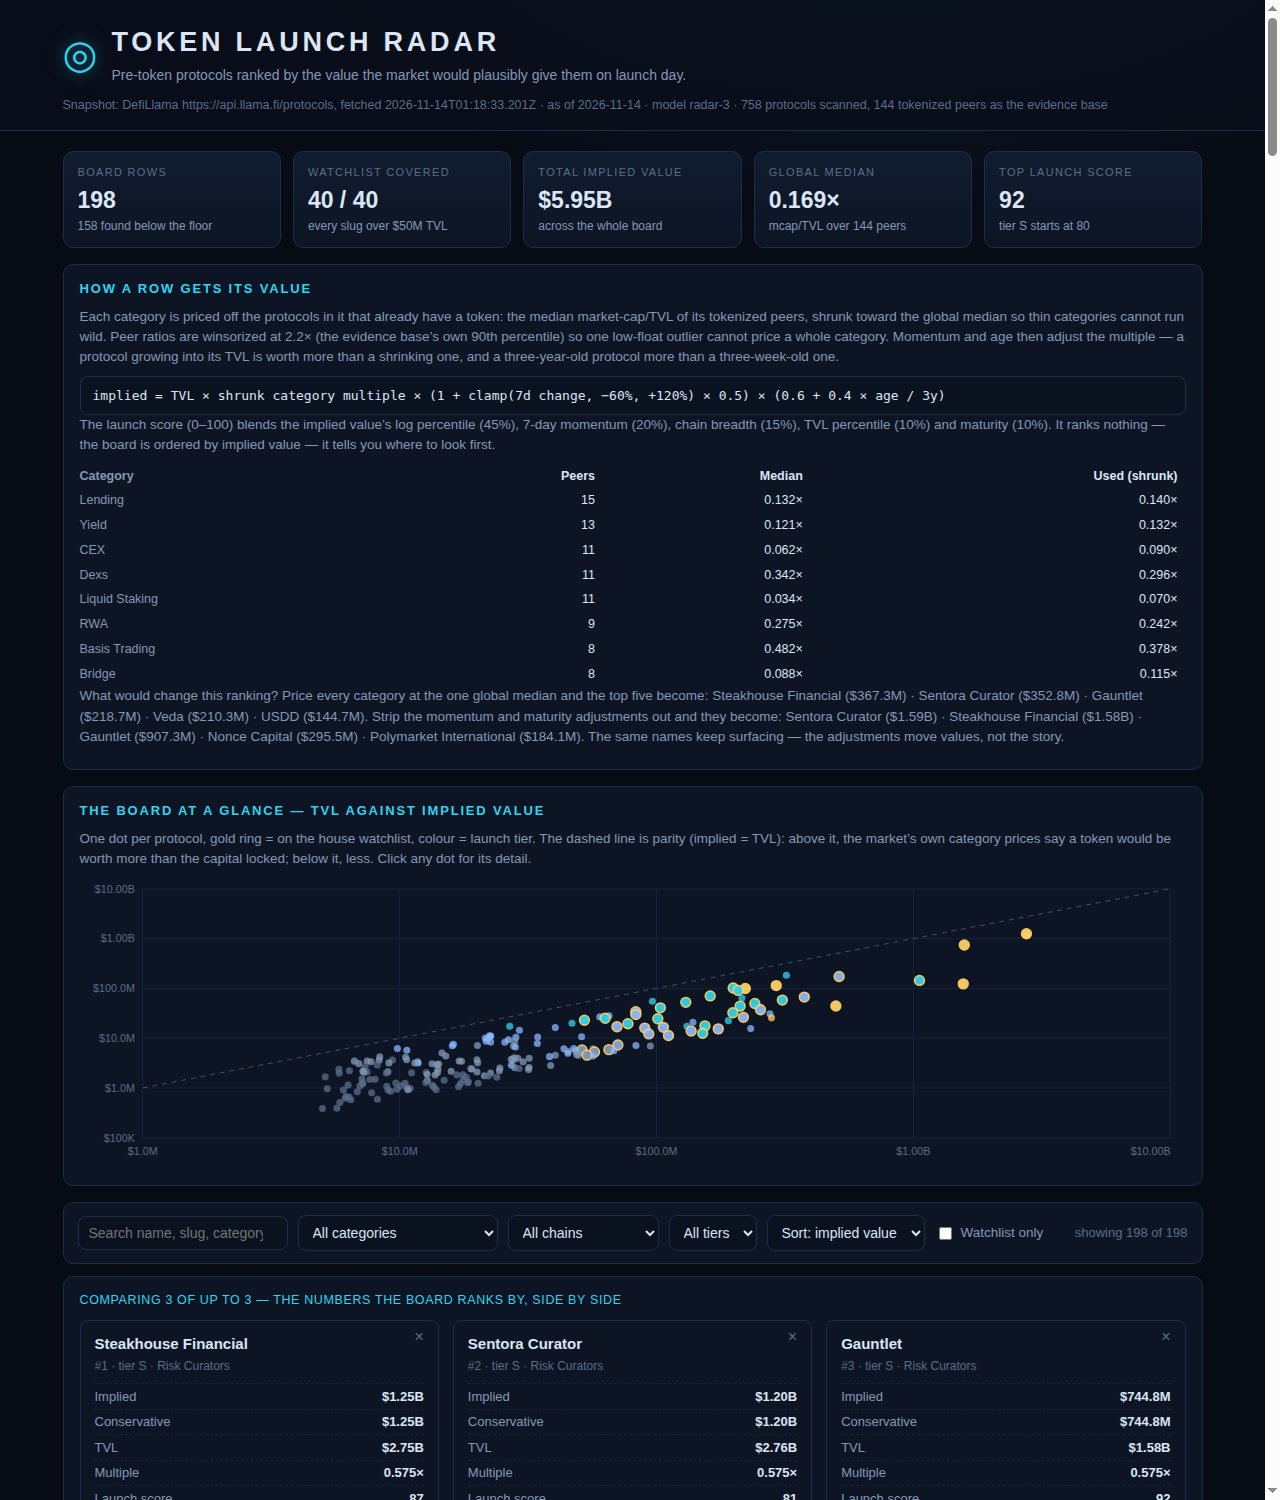 TOKEN LAUNCH RADAR
Pre-token protocols ranked by the value the market would plausibly give them on launch day.
Snapshot: DefiLlama https://api.llama.fi/protocols, fetched 2026-11-14T01:18:33.201Z · as of 2026-11-14 · model radar-3 · 758 protocols scanned, 144 tokenized peers as the evidence base
BOARD ROWS
198
158 found below the floor
WATCHLIST COVERED
40 / 40
every slug over $50M TVL
TOTAL IMPLIED VALUE
$5.95B
across the whole board
GLOBAL MEDIAN
0.169×
mcap/TVL over 144 peers
TOP LAUNCH SCORE
92
tier S starts at 80
HOW A ROW GETS ITS VALUE
Each category is priced off the protocols in it that already have a token: the median market-cap/TVL of its tokenized peers, shrunk toward the global median so thin categories cannot run
wild. Peer ratios are winsorized at 2.2× (the evidence base’s own 90th percentile) so one low-float outlier cannot price a whole category. Momentum and age then adjust the multiple — a
protocol growing into its TVL is worth more than a shrinking one, and a three-year-old protocol more than a three-week-old one.
implied = TVL × shrunk category multiple × (1 + clamp(7d change, −60%, +120%) × 0.5) × (0.6 + 0.4 × age / 3y)
The launch score (0–100) blends the implied value’s log percentile (45%), 7-day momentum (20%), chain breadth (15%), TVL percentile (10%) and maturity (10%). It ranks nothing —
the board is ordered by implied value — it tells you where to look first.
Category Peers Median Used (shrunk)
Lending 15 0.132× 0.140×
Yield 13 0.121× 0.132×
CEX 11 0.062× 0.090×
Dexs 11 0.342× 0.296×
Liquid Staking 11 0.034× 0.070×
RWA 9 0.275× 0.242×
Basis Trading 8 0.482× 0.378×
Bridge 8 0.088× 0.115×
What would change this ranking? Price every category at the one global median and the top five become: Steakhouse Financial ($367.3M) · Sentora Curator ($352.8M) · Gauntlet
($218.7M) · Veda ($210.3M) · USDD ($144.7M). Strip the momentum and maturity adjustments out and they become: Sentora Curator ($1.59B) · Steakhouse Financial ($1.58B) ·
Gauntlet ($907.3M) · Nonce Capital ($295.5M) · Polymarket International ($184.1M). The same names keep surfacing — the adjustments move values, not the story.
THE BOARD AT A GLANCE — TVL AGAINST IMPLIED VALUE
One dot per protocol, gold ring = on the house watchlist, colour = launch tier. The dashed line is parity (implied = TVL): above it, the market’s own category prices say a token would be
worth more than the capital locked; below it, less. Click any dot for its detail.
$10.00B
$1.00B
$100.0M
$10.0M
$1.0M
$100K
$1.0M $10.0M $100.0M $1.00B $10.00B
Search name, slug, category
All categories
All chains
All tiers
Sort: implied value
Watchlist only
showing 198 of 198
COMPARING 3 OF UP TO 3 — THE NUMBERS THE BOARD RANKS BY, SIDE BY SIDE
Steakhouse Financial ×
#1 · tier S · Risk Curators
Implied $1.25B
Conservative $1.25B
TVL $2.75B
Multiple 0.575×
Launch score 87
Sentora Curator ×
#2 · tier S · Risk Curators
Implied $1.20B
Conservative $1.20B
TVL $2.76B
Multiple 0.575×
Launch score 81
Gauntlet ×
#3 · tier S · Risk Curators
Implied $744.8M
Conservative $744.8M
TVL $1.58B
Multiple 0.575×
Launch score 92